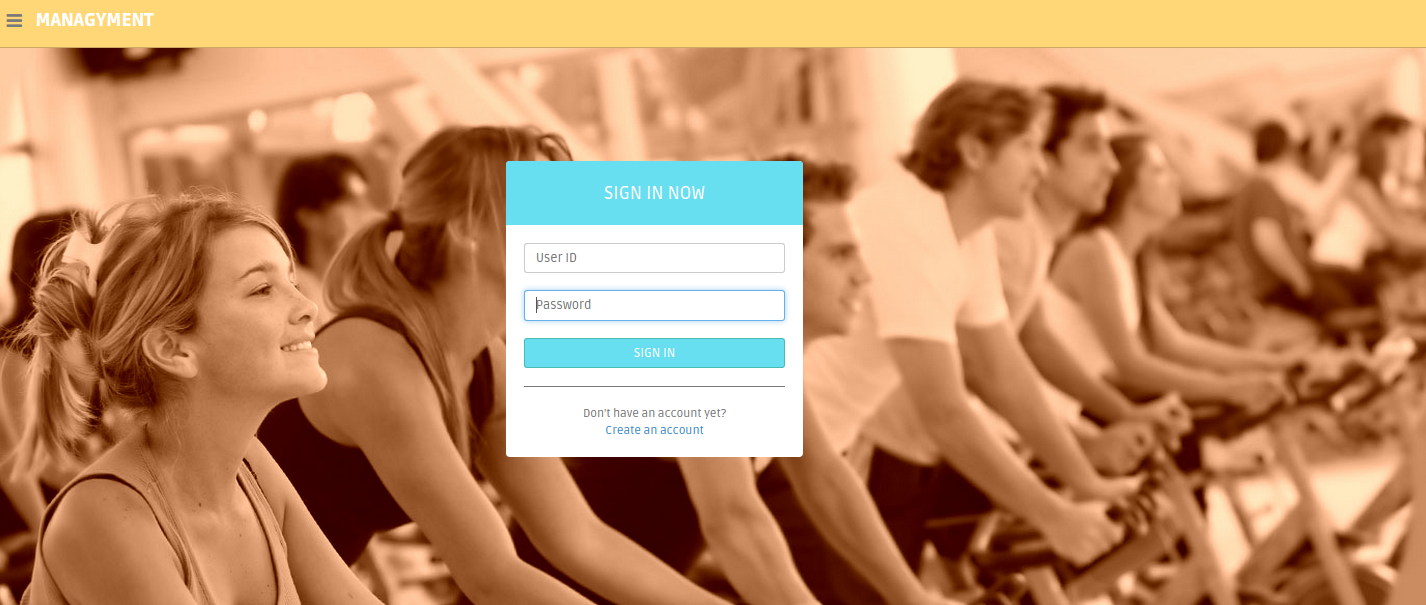 MANAGYMENT
SIGN IN NOW
User ID
Password
SIGN IN
Don't have an account yet?
Create an account